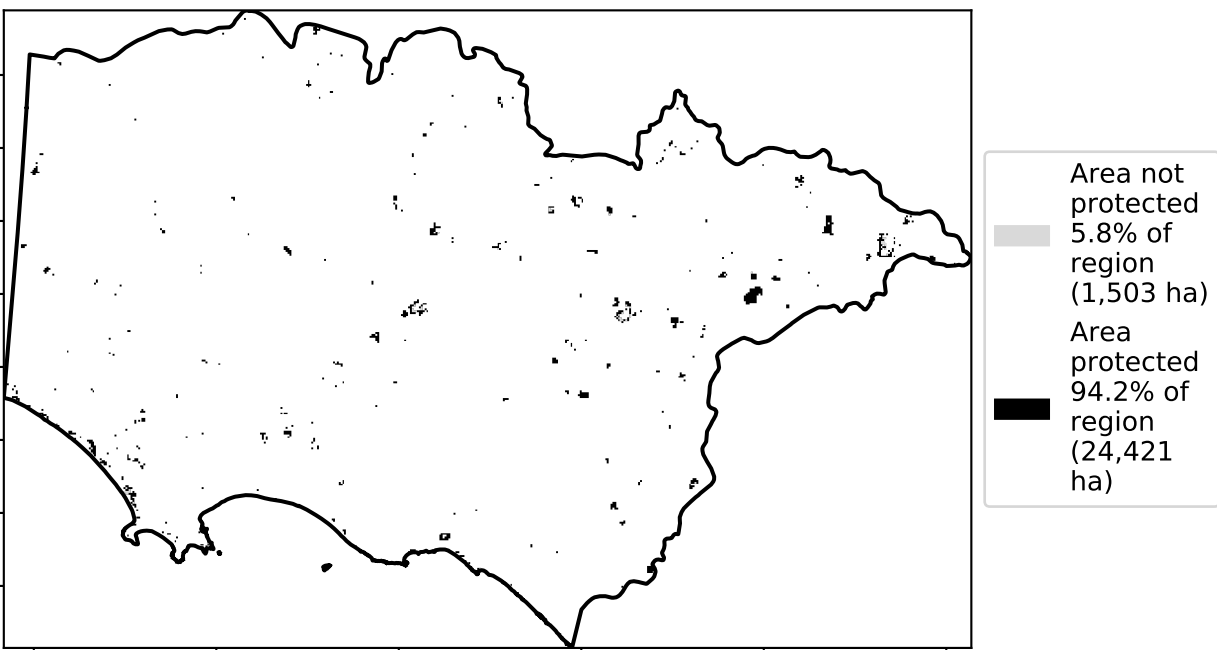 Area not
protected
5.8% of
region
(1,503 ha)
Area
protected
94.2% of
region
(24,421
ha)